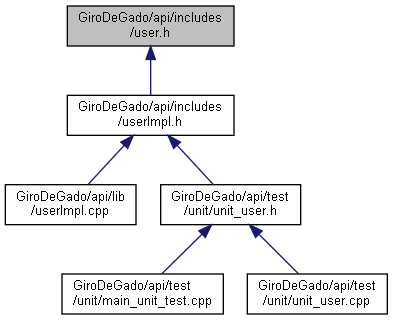 GiroDeGado/api/includes
/user.h
GiroDeGado/api/includes
/userImpl.h
GiroDeGado/api/lib
/userImpl.cpp
GiroDeGado/api/test
/unit/unit_user.h
GiroDeGado/api/test
/unit/main_unit_test.cpp
GiroDeGado/api/test
/unit/unit_user.cpp